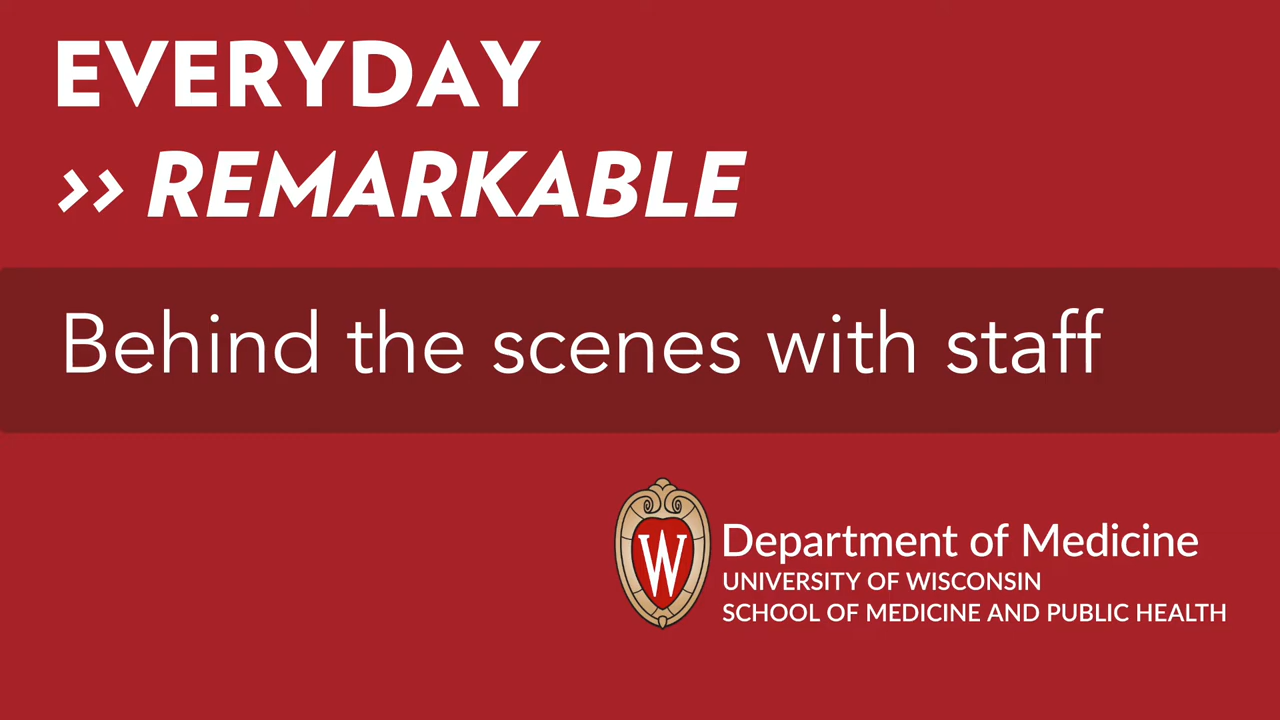 EVERYDAY
>> REMARKABLE
Behind the scenes with staff
W
Department of Medicine
UNIVERSITY OF WISCONSIN
SCHOOL OF MEDICINE AND PUBLIC HEALTH